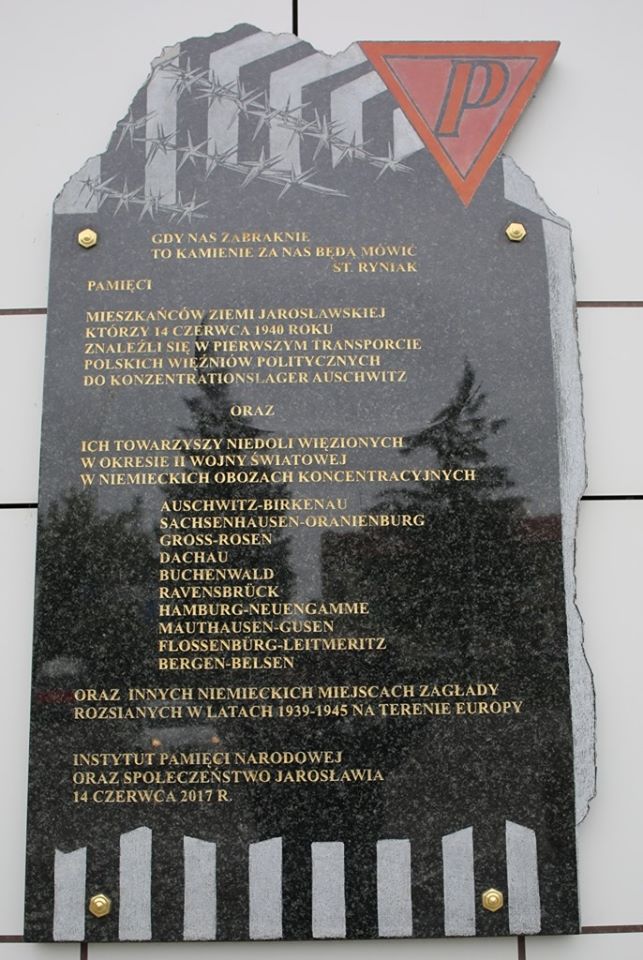 P
GDY NAS ZABRAKNIE
TO KAMIENIE ZA NAS BĘDĄ MÓWIĆ
ST. RYNIAK
PAMIĘCI
MIESZKAŃCÓW ZIEMI JAROSŁAWSKIEJ
KTÓRZY 14 CZERWCA 1940 ROKU
ZNALEŹLI SIĘ W PIERWSZYM TRANSPORCIE
POLSKICH WIĘŹNIÓW POLITYCZNYCH
DO KONZENTRATIONSLAGER AUSCHWITZ
ORAZ
ICH TOWARZYSZY NIEDOLI WIĘZIONYCH
W OKRESIE II WOJNY ŚWIATOWEJ
W NIEMIECKICH OBOZACH KONCENTRACYJNYCH
AUSCHWITZ-BIRKENAU
SACHSENHAUSEN-ORANIENBURG
GROSS-ROSEN
DACHAU
BUCHENWALD
RAVENSBRÜCK
HAMBURG-NEUENGAMME
MAUTHAUSEN-GUSEN
FLOSSENBÜRG-LEITMERITZ
BERGEN-BELSEN
ORAZ INNYCH NIEMIECKICH MIEJSCACH ZAGŁADY
ROZSIANYCH W LATACH 1939-1945 NA TERENIE EUROPY
INSTYTUT PAMIĘCI NARODOWEJ
ORAZ SPOŁECZEŃSTWO JAROSŁAWIA
14 CZERWCA 2017 R.